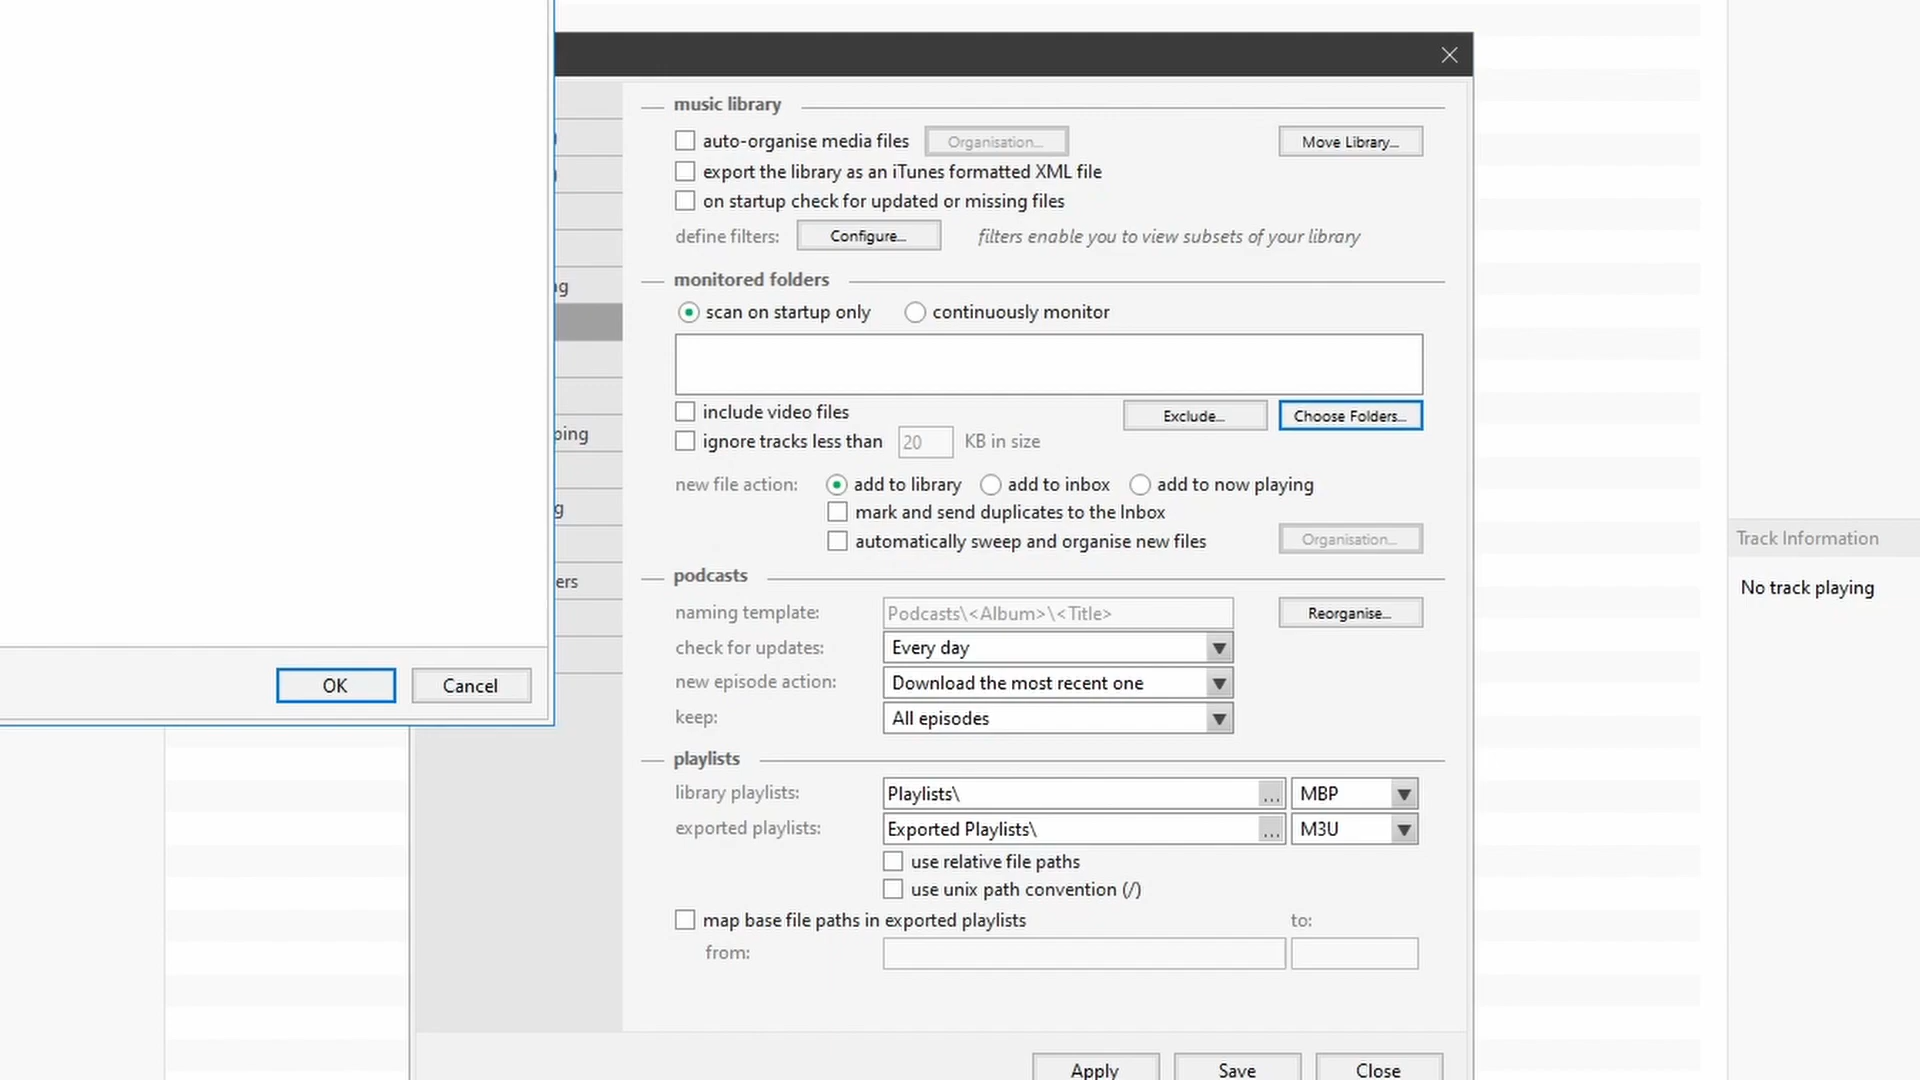 music library
auto-organise media files Organisation... Move Library...
export the library as an iTunes formatted XML file
on startup check for updated or missing files
define filters: Configure... filters enable you to view subsets of your library
monitored folders
scan on startup only continuously monitor
include video files Exclude... Choose Folders...
ignore tracks less than 20 KB in size
new file action: add to library add to inbox add to now playing
mark and send duplicates to the Inbox
automatically sweep and organise new files Organisation...
podcasts
naming template: Podcasts\<Album>\<Title> Reorganise...
check for updates: Every day
new episode action: Download the most recent one
keep: All episodes
playlists
library playlists: Playlists\ ... MBP
exported playlists: Exported Playlists\ ... M3U
use relative file paths
use unix path convention (/)
map base file paths in exported playlists to:
from:
Apply Save Close
OK Cancel
Track Information
No track playing